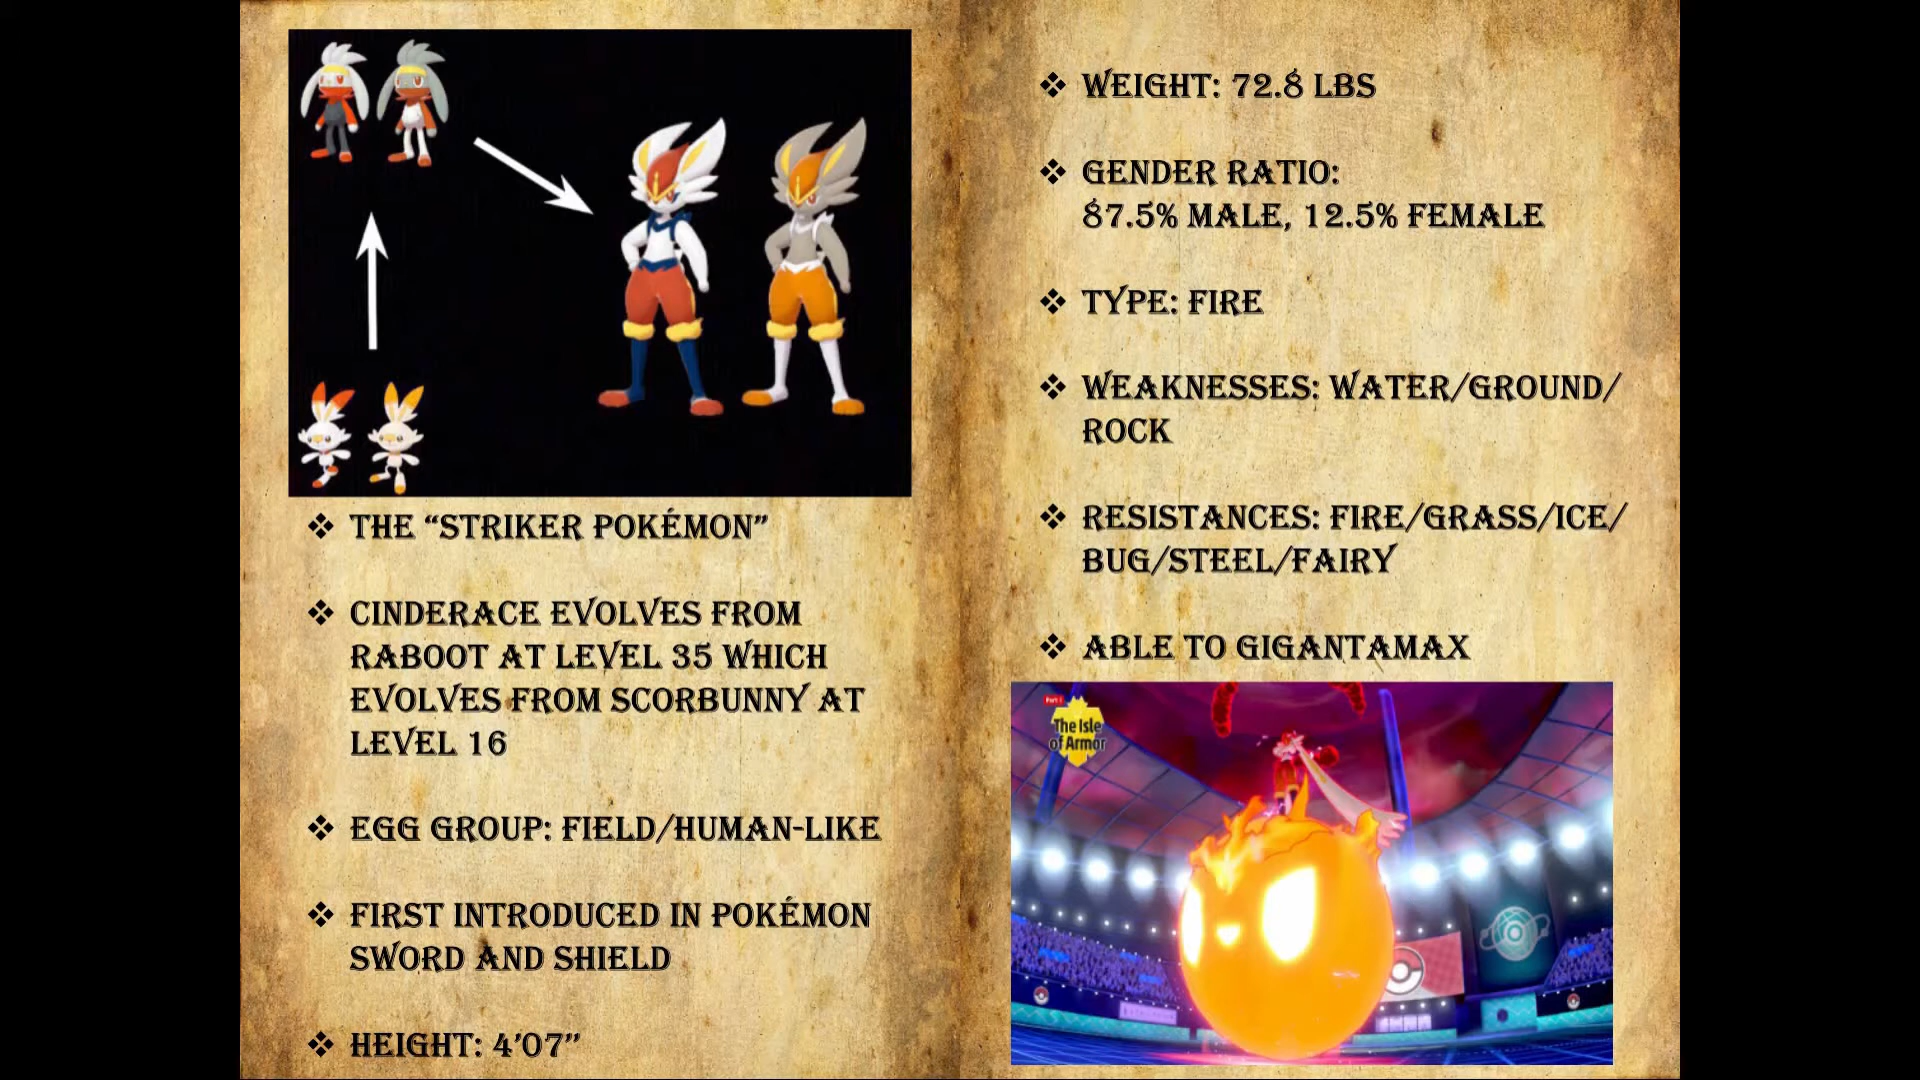 THE “STRIKER POKÉMON”
CINDERACE EVOLVES FROM
RABOOT AT LEVEL 35 WHICH
EVOLVES FROM SCORBUNNY AT
LEVEL 16
EGG GROUP: FIELD/HUMAN-LIKE
FIRST INTRODUCED IN POKÉMON
SWORD AND SHIELD
HEIGHT: 4’07”
WEIGHT: 72.8 LBS
GENDER RATIO:
87.5% MALE, 12.5% FEMALE
TYPE: FIRE
WEAKNESSES: WATER/GROUND/
ROCK
RESISTANCES: FIRE/GRASS/ICE/
BUG/STEEL/FAIRY
ABLE TO GIGANTAMAX
Part 1
The Isle
of Armor